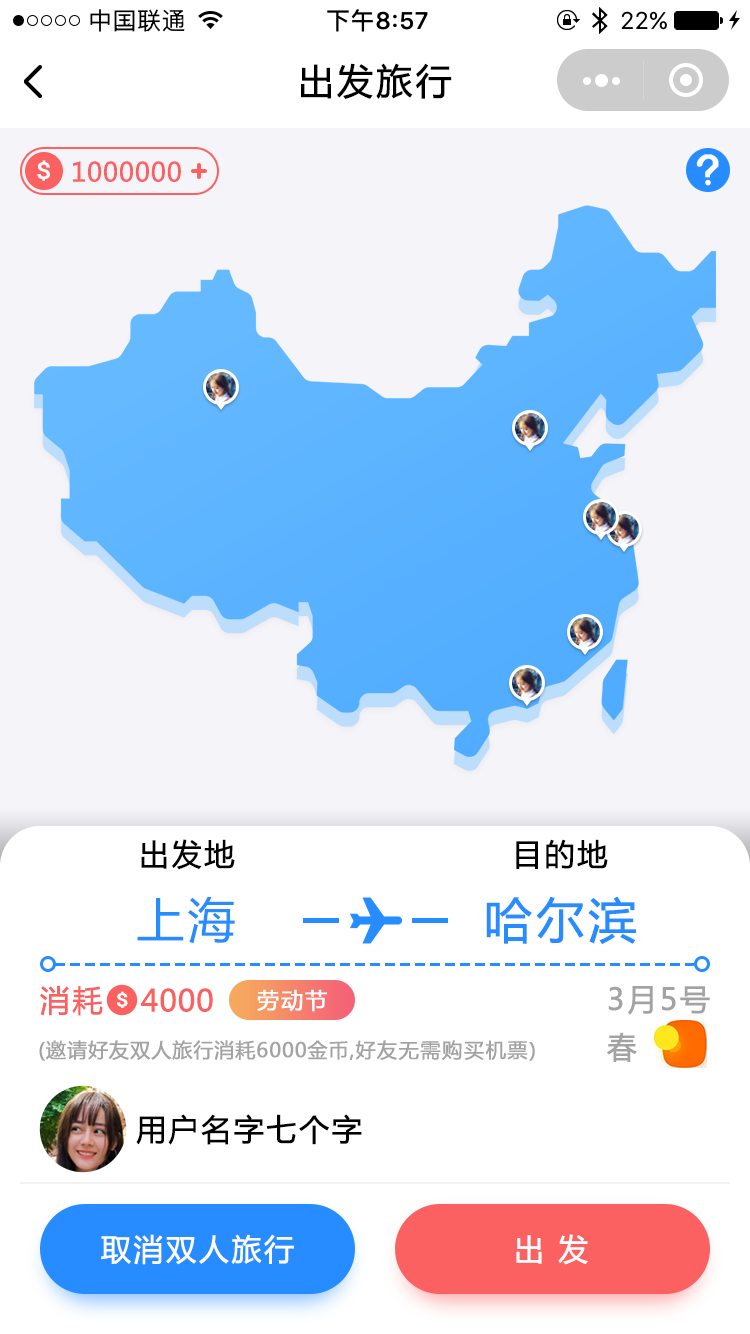 中国联通 下午8:57 22%
出发旅行
$ 1000000 +
?
出发地 目的地
上海 哈尔滨
消耗$4000 劳动节 3月5号
(邀请好友双人旅行消耗6000金币,好友无需购买机票) 春
用户名字七个字
取消双人旅行 出 发